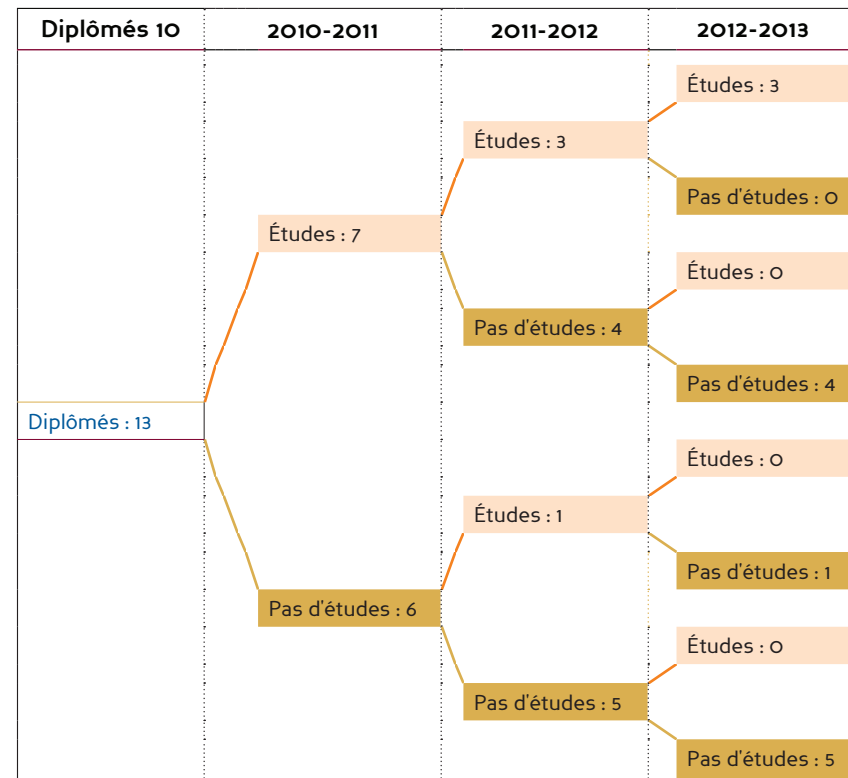 Diplômés 10 2010-2011 2011-2012 2012-2013
Études : 3
Études : 3
Pas d'études : 0
Études : 7
Études : 0
Pas d'études : 4
Pas d'études : 4
Diplômés : 13
Études : 0
Études : 1
Pas d'études : 1
Pas d'études : 6
Études : 0
Pas d'études : 5
Pas d'études : 5